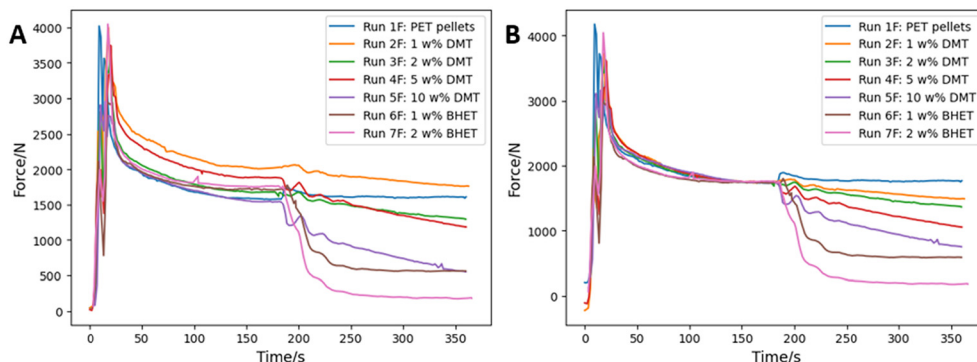 A
4000
3500
3000
2500
2000
1500
1000
500
0
Force/N
0
50
100
150
200
250
300
350
Time/s
Run 1F: PET pellets
Run 2F: 1 w% DMT
Run 3F: 2 w% DMT
Run 4F: 5 w% DMT
Run 5F: 10 w% DMT
Run 6F: 1 w% BHET
Run 7F: 2 w% BHET
B
4000
3000
2000
1000
0
Force/N
0
50
100
150
200
250
300
350
Time/s
Run 1F: PET pellets
Run 2F: 1 w% DMT
Run 3F: 2 w% DMT
Run 4F: 5 w% DMT
Run 5F: 10 w% DMT
Run 6F: 1 w% BHET
Run 7F: 2 w% BHET